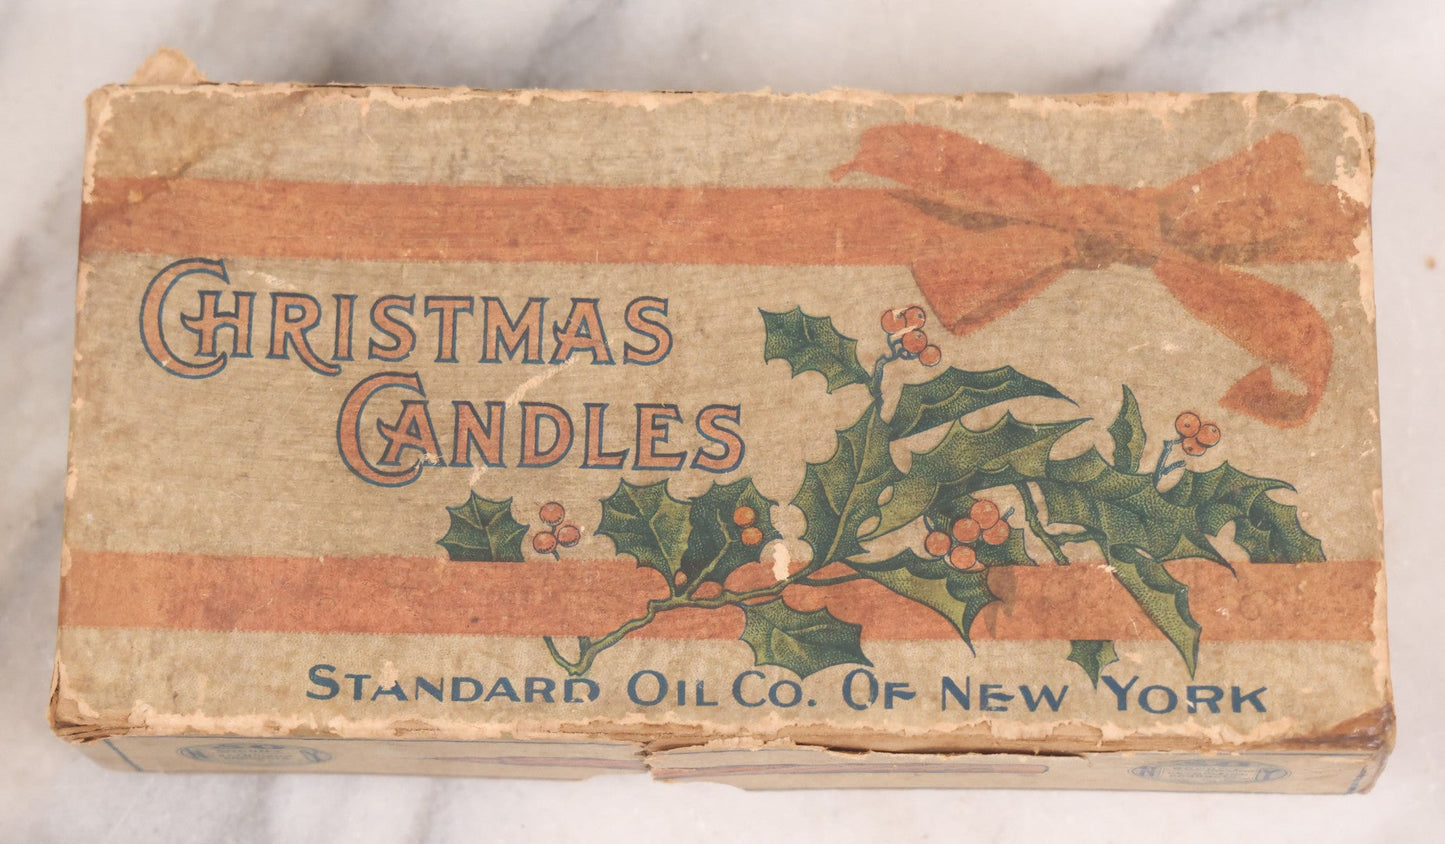 CHRISTMAS
CANDLES
STANDARD OIL CO. OF NEW YORK
N Y
N Y